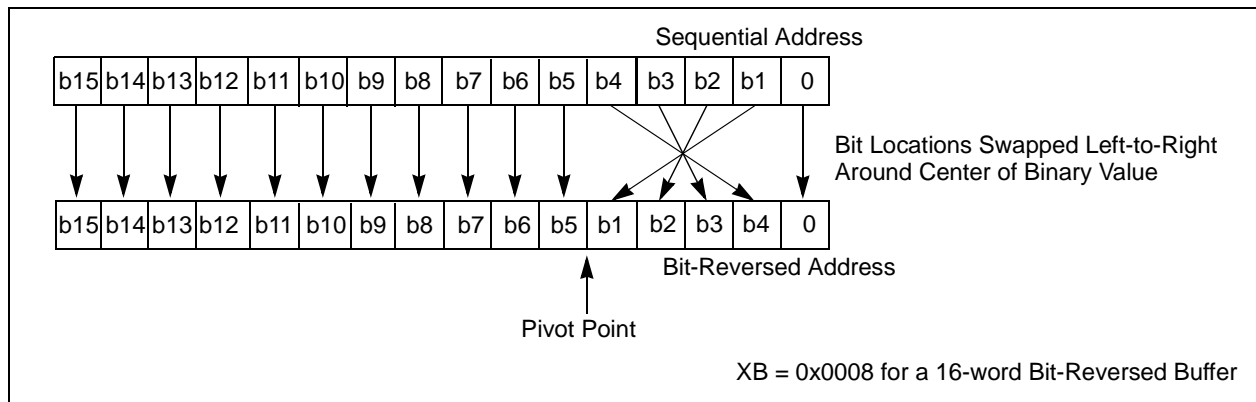 Sequential Address
b15 b14 b13 b12 b11 b10 b9 b8 b7 b6 b5 b4 b3 b2 b1 0
Bit Locations Swapped Left-to-Right
Around Center of Binary Value
b15 b14 b13 b12 b11 b10 b9 b8 b7 b6 b5 b1 b2 b3 b4 0
Bit-Reversed Address
Pivot Point
XB = 0x0008 for a 16-word Bit-Reversed Buffer